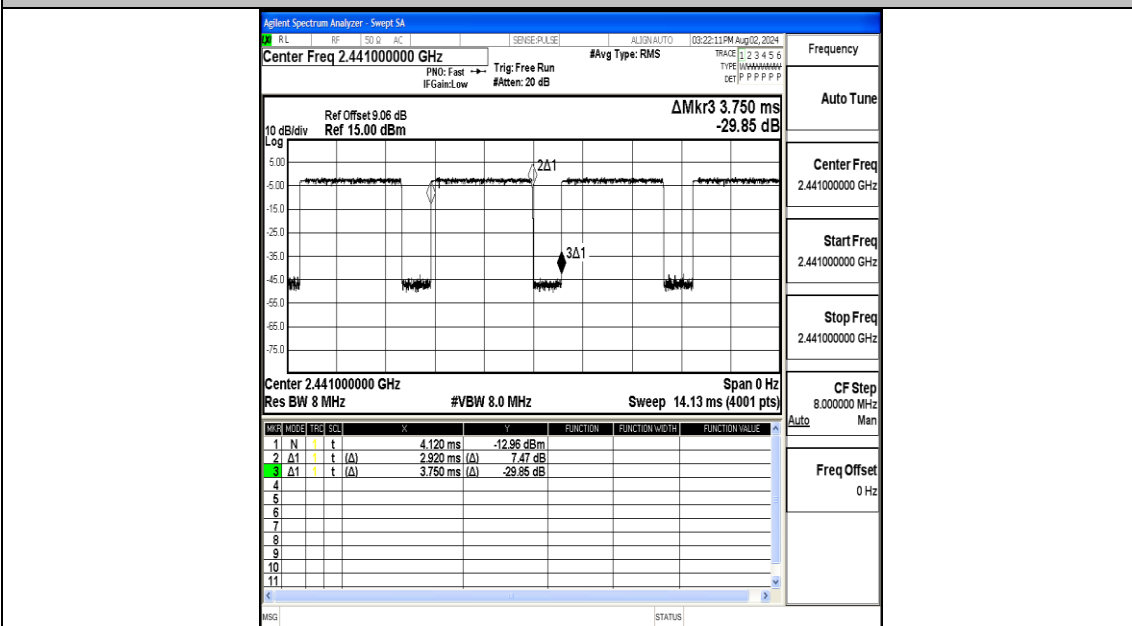 Agilent Spectrum Analyzer - Swept SA
RL RF 50 Ω AC SENSE:PULSE ALIGN AUTO 03:22:11 PM Aug 02, 2024
Center Freq 2.441000000 GHz
PNO: Fast
IFGain:Low
Trig: Free Run
#Atten: 20 dB
#Avg Type: RMS
TRACE 1 2 3 4 5 6
TYPE
DET P P P P P P
Frequency
Auto Tune
Center Freq
2.441000000 GHz
Start Freq
2.441000000 GHz
Stop Freq
2.441000000 GHz
CF Step
8.000000 MHz
Auto Man
Freq Offset
0 Hz
ΔMkr3 3.750 ms
-29.85 dB
Ref Offset 9.06 dB
10 dB/div Ref 15.00 dBm
Log
5.00
-5.00
-15.0
-25.0
-35.0
-45.0
-55.0
-65.0
-75.0
2Δ1
3Δ1
Center 2.441000000 GHz Span 0 Hz
Res BW 8 MHz #VBW 8.0 MHz Sweep 14.13 ms (4001 pts)
MKR MODE TRC SCL X Y FUNCTION FUNCTION WIDTH FUNCTION VALUE
1 N 1 t 4.120 ms -12.96 dBm
2 Δ1 1 t (Δ) 2.920 ms (Δ) 7.47 dB
3 Δ1 1 t (Δ) 3.750 ms (Δ) -29.85 dB
4
5
6
7
8
9
10
11
MSG STATUS